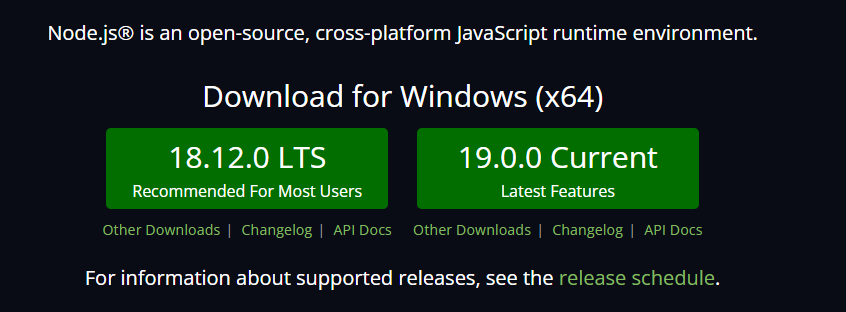 Node.js® is an open-source, cross-platform JavaScript runtime environment.
Download for Windows (x64)
18.12.0 LTS
Recommended For Most Users
19.0.0 Current
Latest Features
Other Downloads | Changelog | API Docs
Other Downloads | Changelog | API Docs
For information about supported releases, see the release schedule.